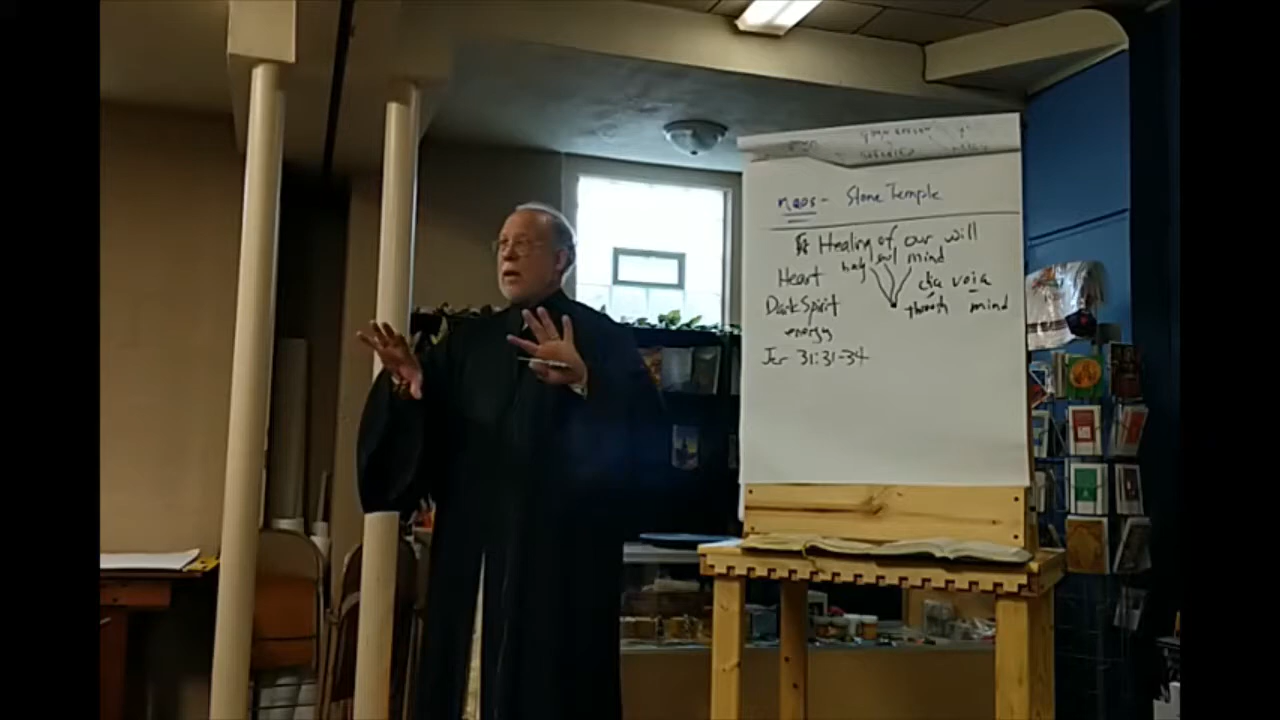 naos - Stone Temple
Healing of our will
body soul mind
Heart
dia voia
Dark Spirit
through mind
energy
Jer 31:31-34